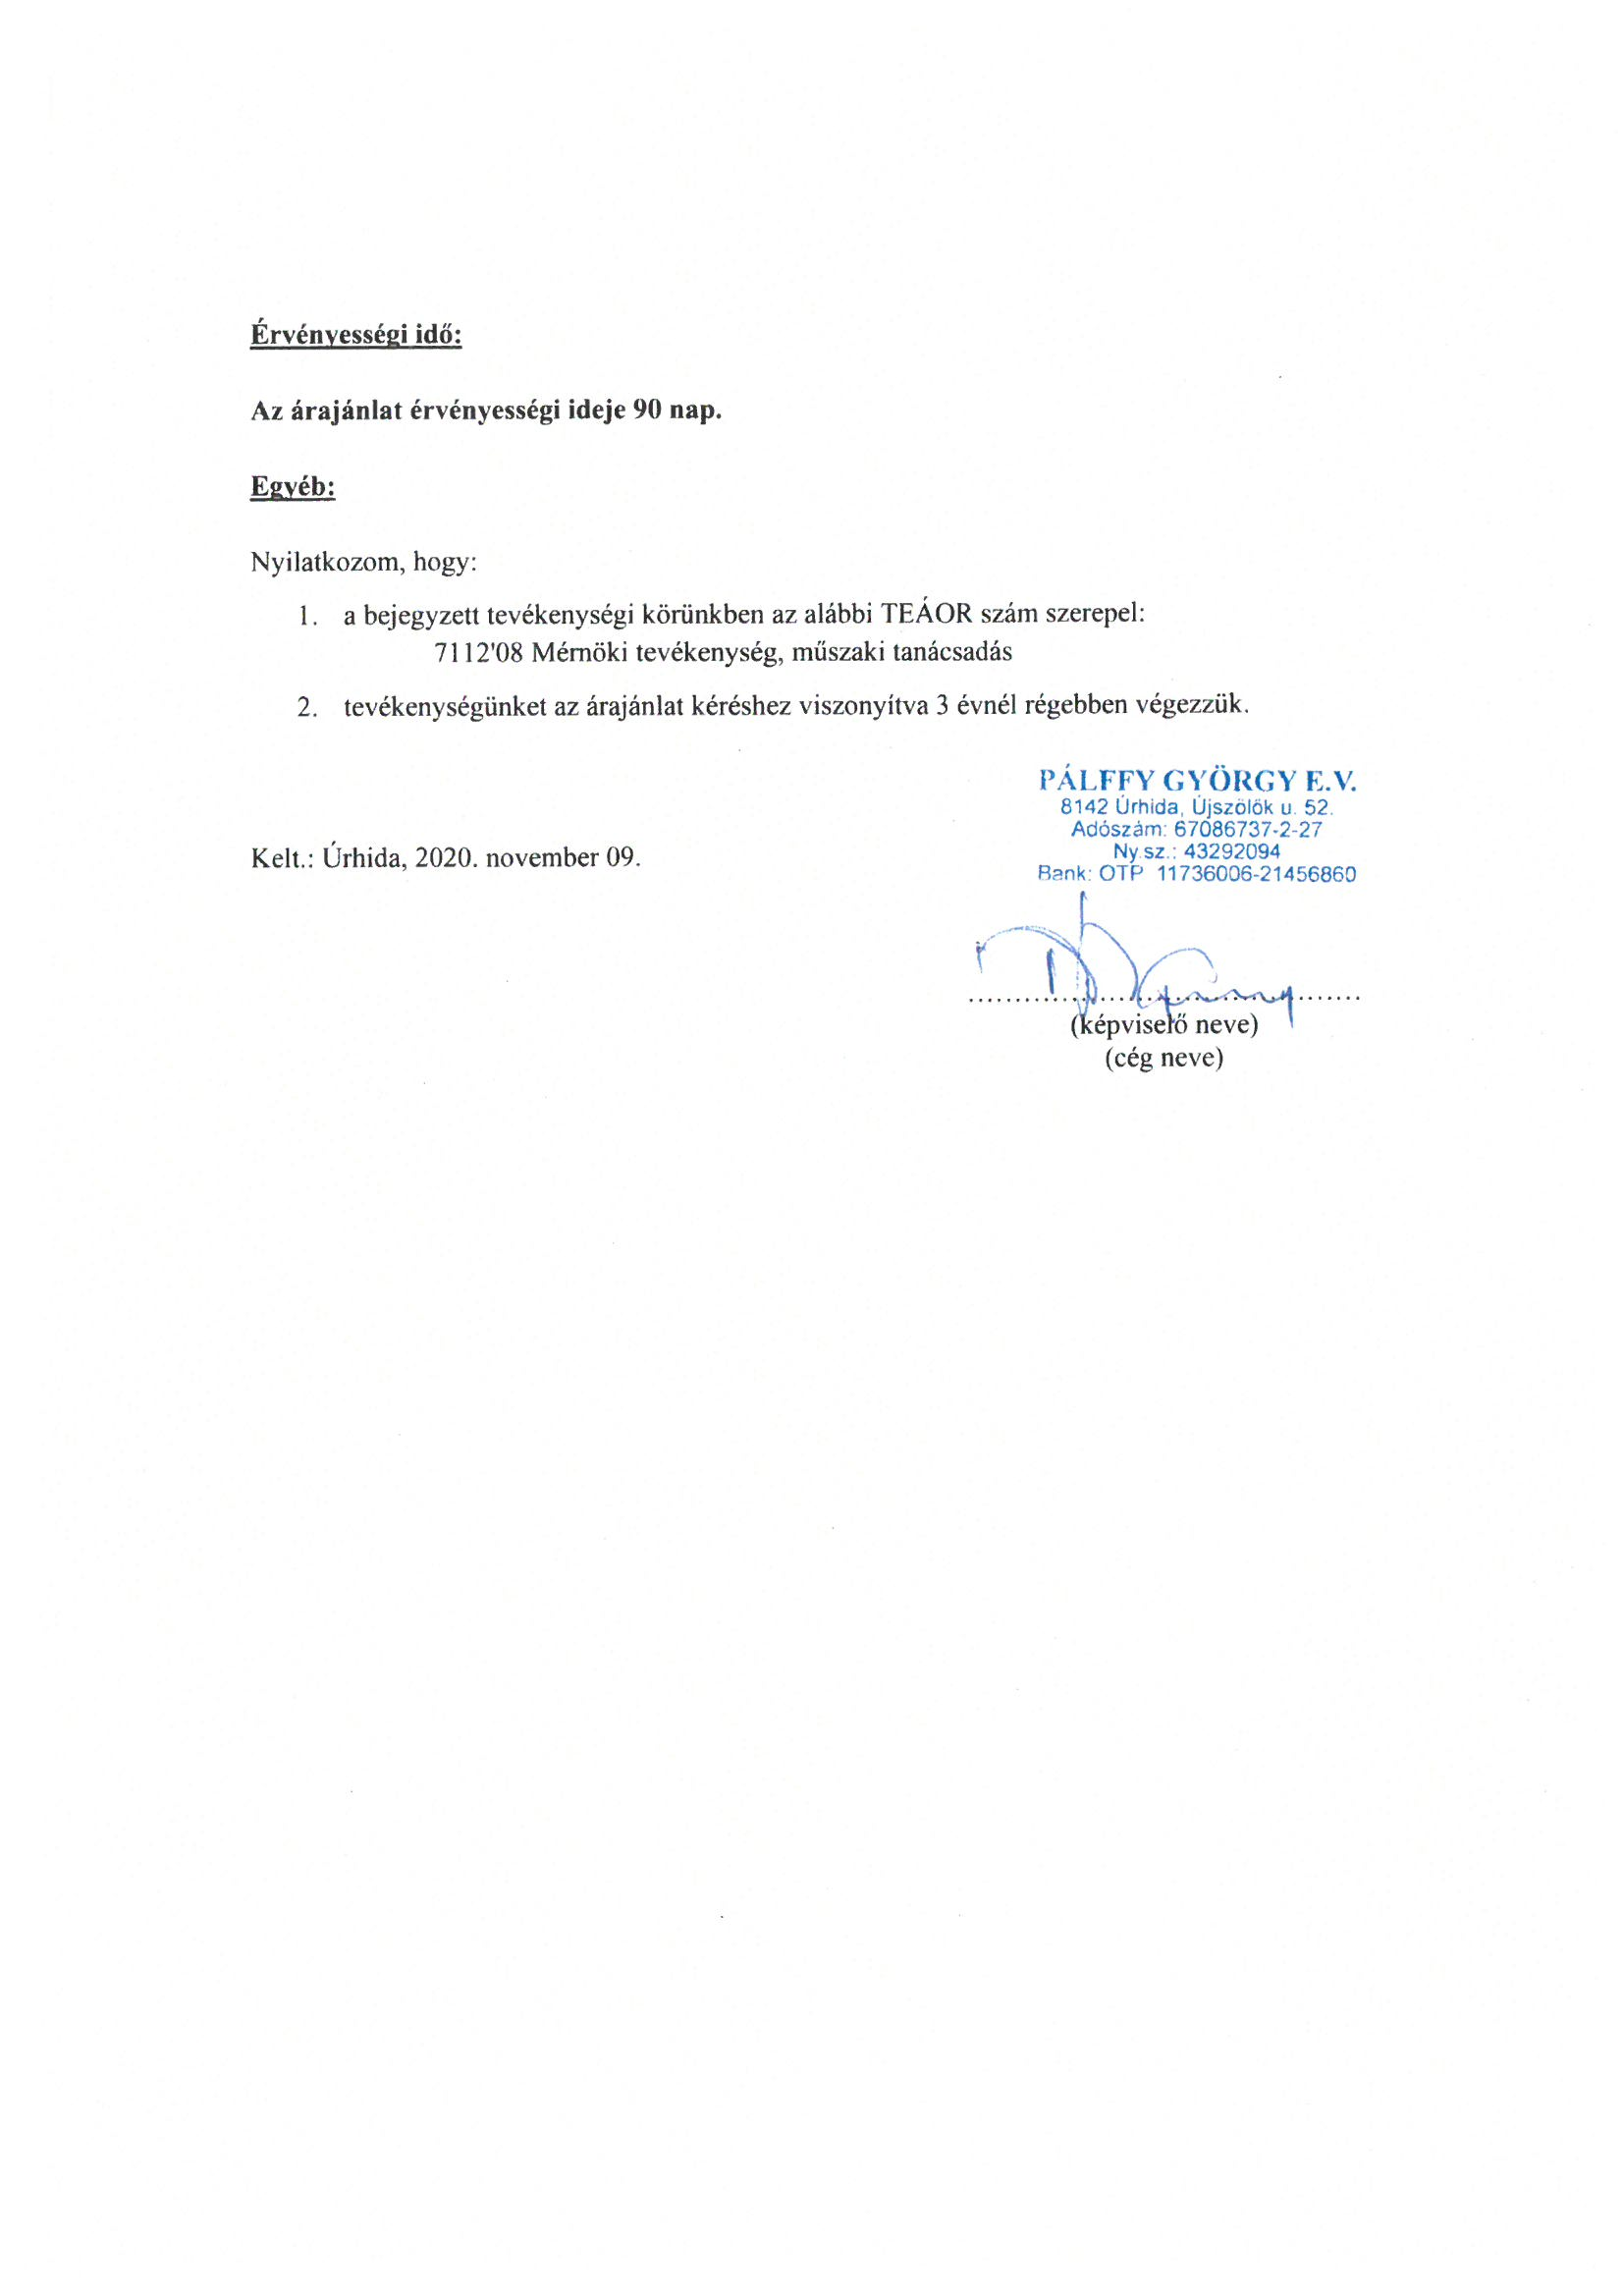 Érvényességi idő:
Az árajánlat érvényességi ideje 90 nap.
Egyéb:
Nyilatkozom, hogy:
1. a bejegyzett tevékenységi körünkben az alábbi TEÁOR szám szerepel:
7112'08 Mérnöki tevékenység, műszaki tanácsadás
2. tevékenységünket az árajánlat kéréshez viszonyítva 3 évnél régebben végezzük.
PÁLFFY GYÖRGY E.V.
8142 Úrhida, Újszőlők u. 52.
Adószám: 67086737-2-27
Ny.sz.: 43292094
Bank: OTP 11736006-21456860
Kelt.: Úrhida, 2020. november 09.
(képviselő neve)
(cég neve)